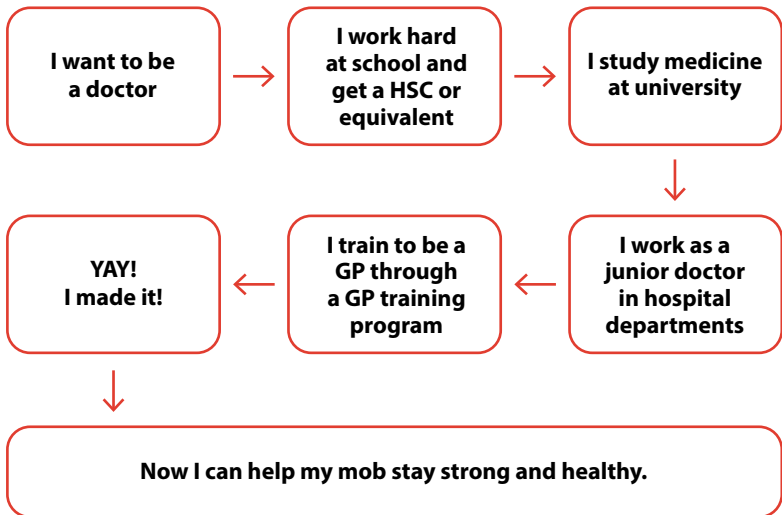 I want to be
a doctor
I work hard
at school and
get a HSC or
equivalent
I study medicine
at university
I work as a
junior doctor
in hospital
departments
I train to be a
GP through
a GP training
program
YAY!
I made it!
Now I can help my mob stay strong and healthy.